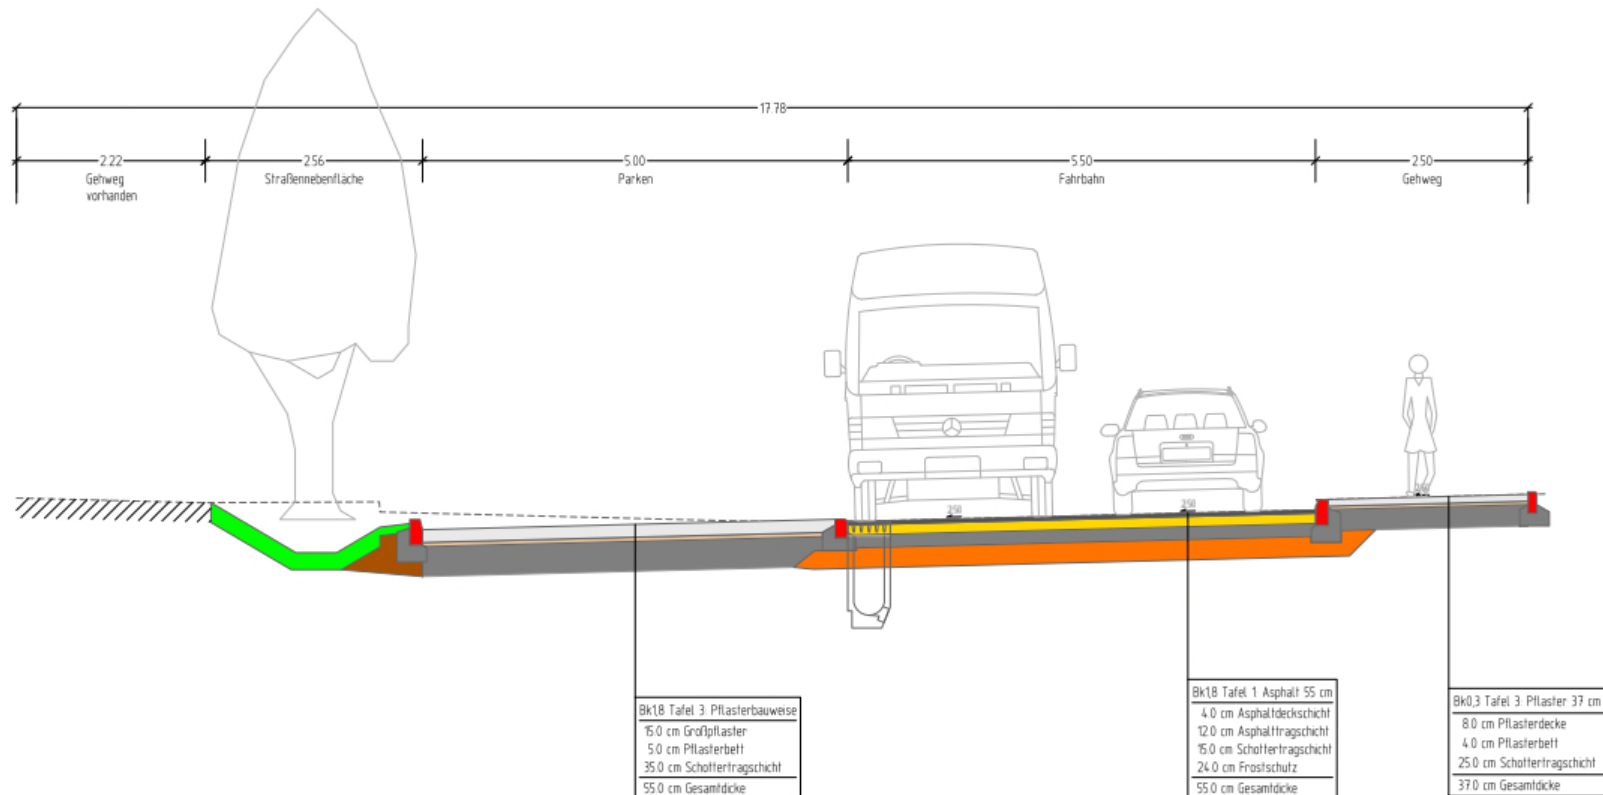 17.78
2.22
2.56
5.00
5.50
2.50
Gehweg
vorhanden
Straßennebenfläche
Parken
Fahrbahn
Gehweg
2.50
2.50
Bk1,8 Tafel 3: Pflasterbauweise
15.0 cm Großpflaster
5.0 cm Pflasterbett
35.0 cm Schottertragschicht
55.0 cm Gesamtdicke
Bk1,8 Tafel 1: Asphalt 55 cm
4.0 cm Asphaltdeckschicht
12.0 cm Asphalttragschicht
15.0 cm Schottertragschicht
24.0 cm Frostschutz
55.0 cm Gesamtdicke
Bk0,3 Tafel 3: Pflaster 37 cm
8.0 cm Pflasterdecke
4.0 cm Pflasterbett
25.0 cm Schottertragschicht
37.0 cm Gesamtdicke